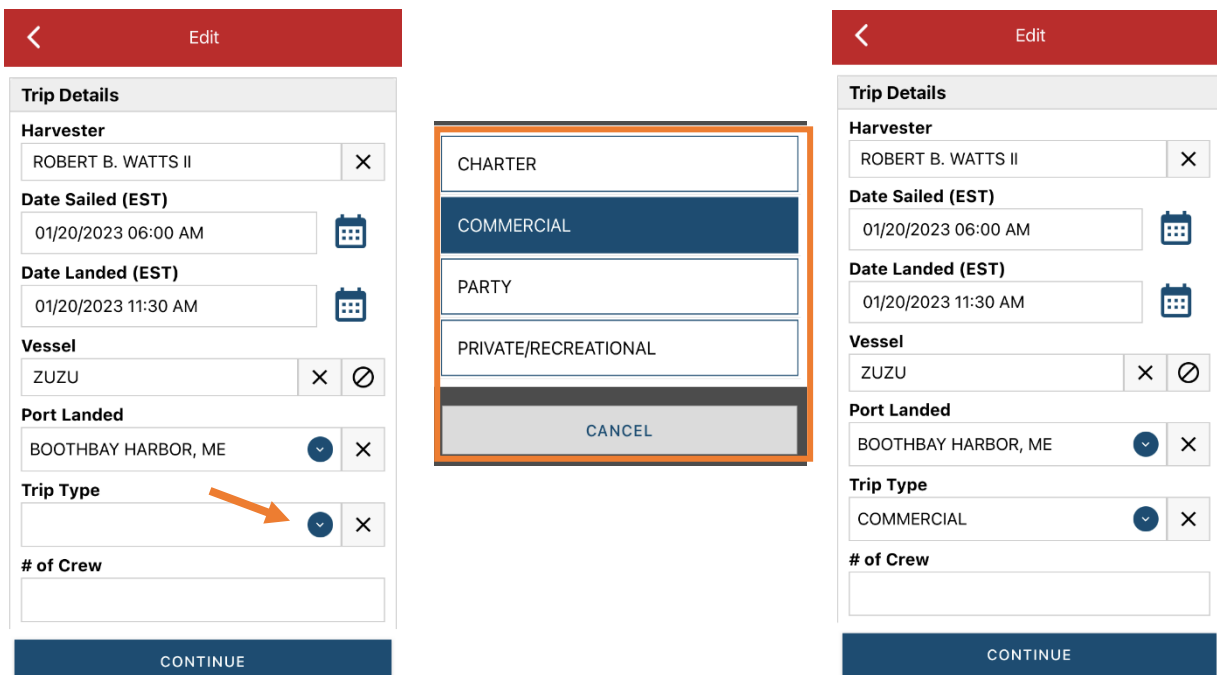 Edit
Trip Details
Harvester
ROBERT B. WATTS II
Date Sailed (EST)
01/20/2023 06:00 AM
Date Landed (EST)
01/20/2023 11:30 AM
Vessel
ZUZU
Port Landed
BOOTHBAY HARBOR, ME
Trip Type
# of Crew
CONTINUE
CHARTER
COMMERCIAL
PARTY
PRIVATE/RECREATIONAL
CANCEL
Edit
Trip Details
Harvester
ROBERT B. WATTS II
Date Sailed (EST)
01/20/2023 06:00 AM
Date Landed (EST)
01/20/2023 11:30 AM
Vessel
ZUZU
Port Landed
BOOTHBAY HARBOR, ME
Trip Type
COMMERCIAL
# of Crew
CONTINUE